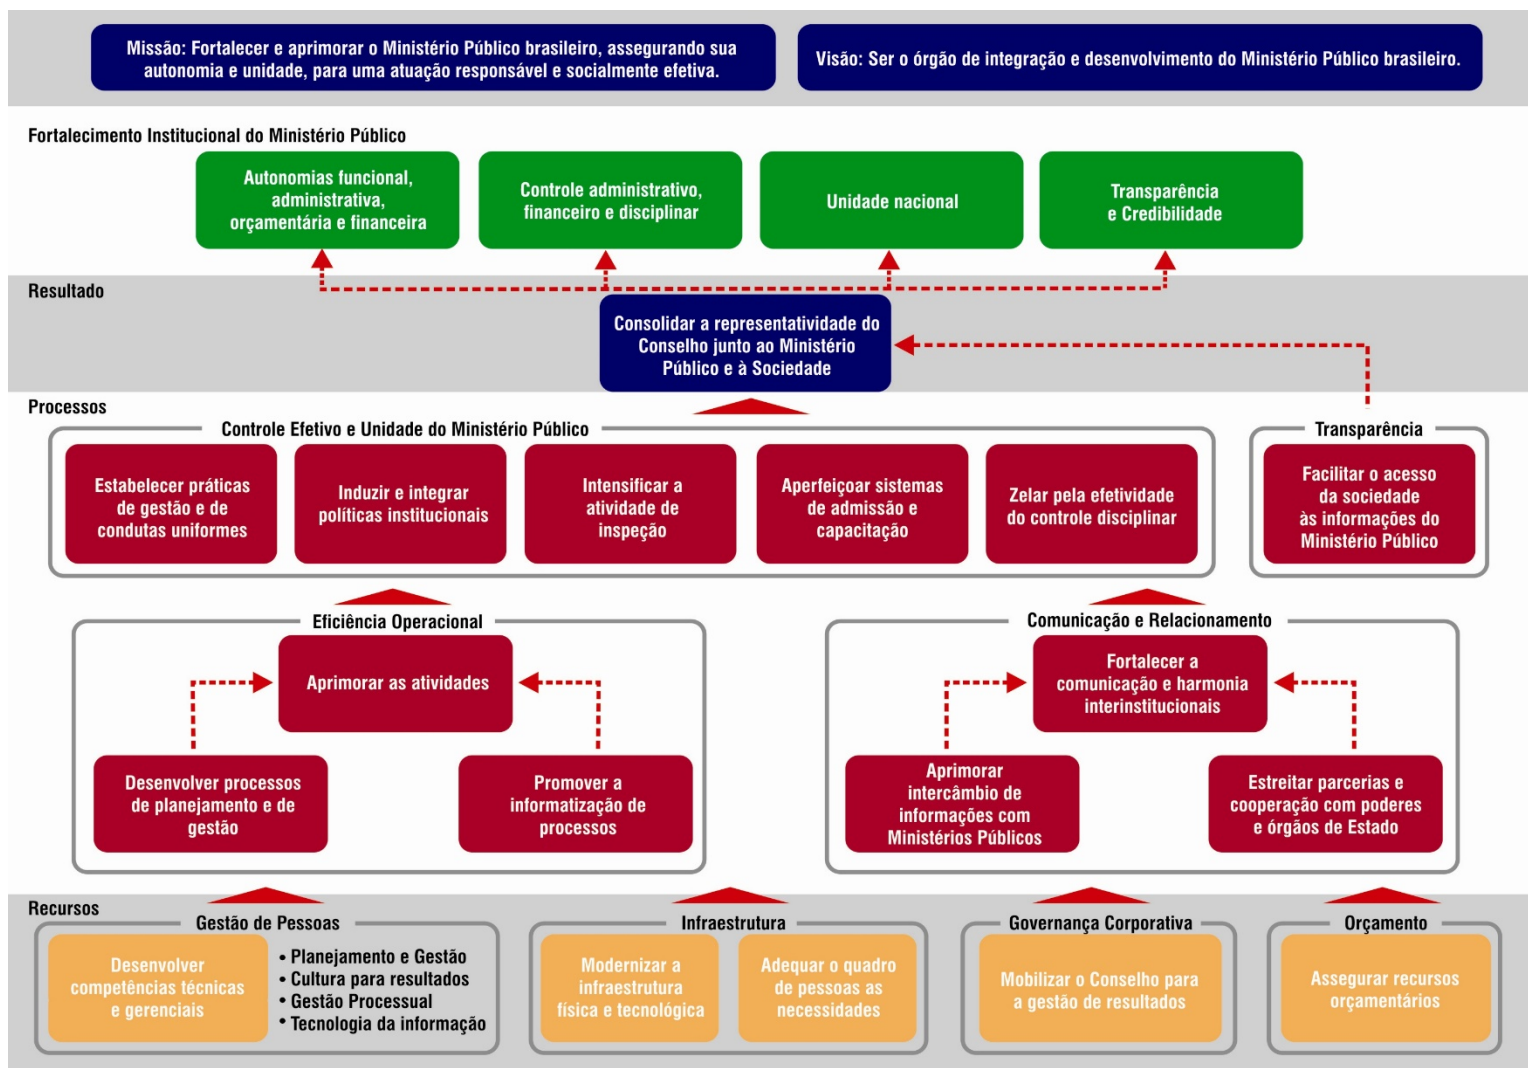 Missão: Fortalecer e aprimorar o Ministério Público brasileiro, assegurando sua
autonomia e unidade, para uma atuação responsável e socialmente efetiva.
Visão: Ser o órgão de integração e desenvolvimento do Ministério Público brasileiro.
Fortalecimento Institucional do Ministério Público
Autonomias funcional,
administrativa,
orçamentária e financeira
Controle administrativo,
financeiro e disciplinar
Unidade nacional
Transparência
e Credibilidade
Resultado
Consolidar a representatividade do
Conselho junto ao Ministério
Público e à Sociedade
Processos
Controle Efetivo e Unidade do Ministério Público
Estabelecer práticas
de gestão e de
condutas uniformes
Induzir e integrar
políticas institucionais
Intensificar a
atividade de
inspeção
Aperfeiçoar sistemas
de admissão e
capacitação
Zelar pela efetividade
do controle disciplinar
Transparência
Facilitar o acesso
da sociedade
às informações do
Ministério Público
Eficiência Operacional
Aprimorar as atividades
Desenvolver processos
de planejamento e de
gestão
Promover a
informatização de
processos
Comunicação e Relacionamento
Fortalecer a
comunicação e harmonia
interinstitucionais
Aprimorar
intercâmbio de
informações com
Ministérios Públicos
Estreitar parcerias e
cooperação com poderes
e órgãos de Estado
Recursos
Gestão de Pessoas
Desenvolver
competências técnicas
e gerenciais
• Planejamento e Gestão
• Cultura para resultados
• Gestão Processual
• Tecnologia da informação
Infraestrutura
Modernizar a
infraestrutura
física e tecnológica
Adequar o quadro
de pessoas as
necessidades
Governança Corporativa
Mobilizar o Conselho para
a gestão de resultados
Orçamento
Assegurar recursos
orçamentários